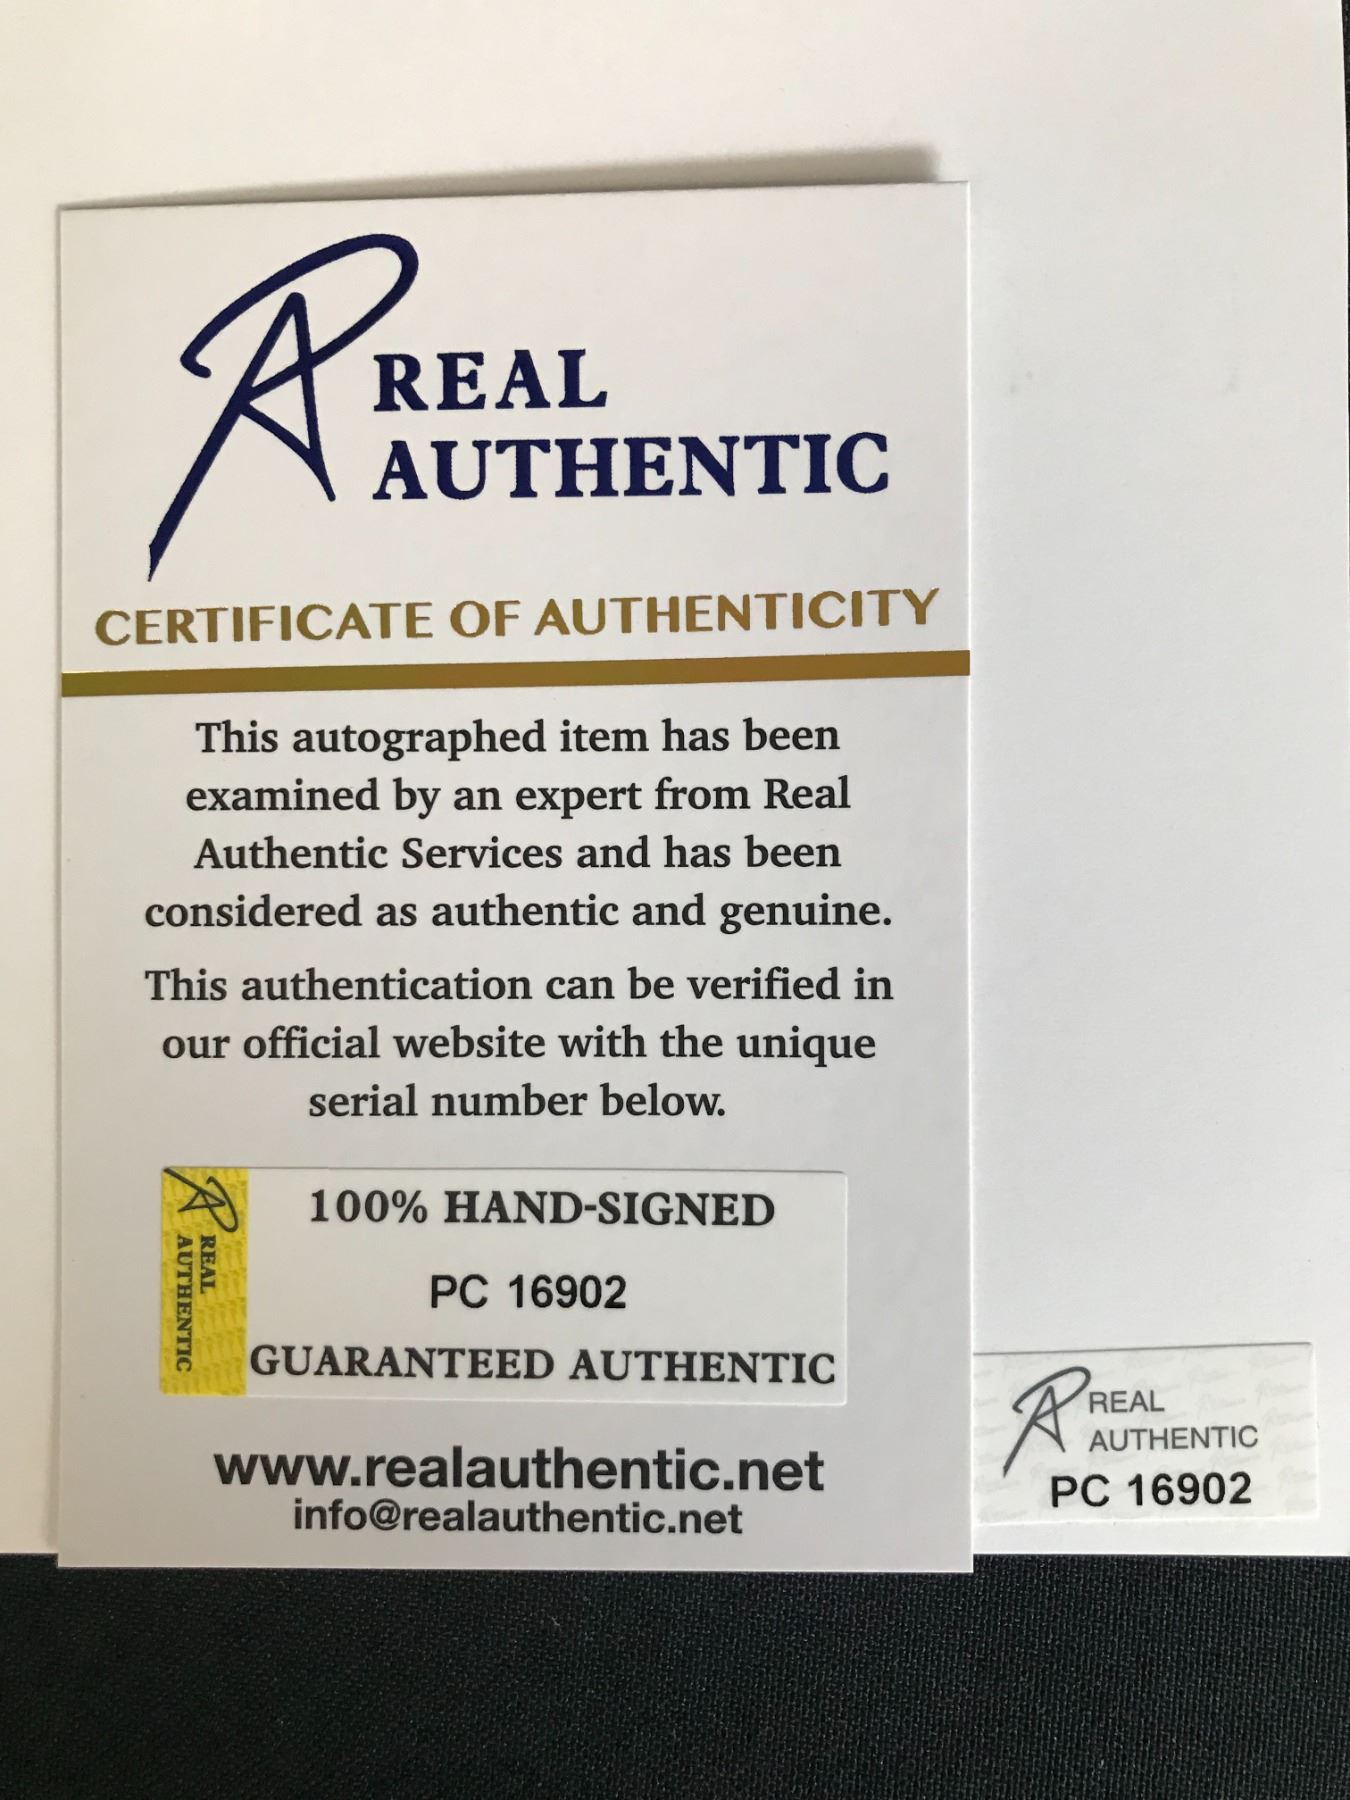 REAL
AUTHENTIC
CERTIFICATE OF AUTHENTICITY
This autographed item has been
examined by an expert from Real
Authentic Services and has been
considered as authentic and genuine.
This authentication can be verified in
our official website with the unique
serial number below.
REAL
AUTHENTIC
100% HAND-SIGNED
PC 16902
GUARANTEED AUTHENTIC
www.realauthentic.net
info@realauthentic.net
REAL
AUTHENTIC
PC 16902